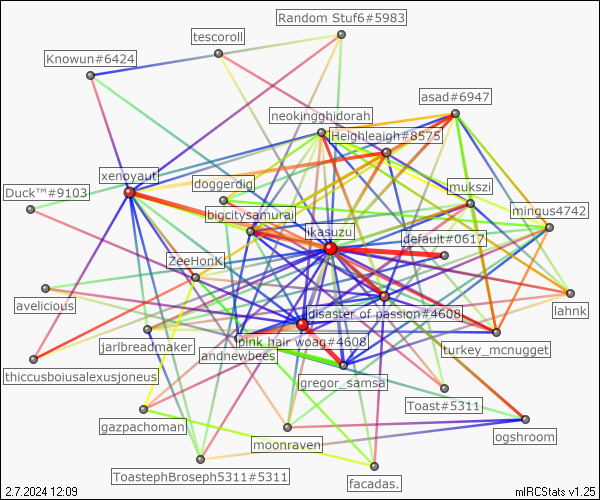 Random Stuf6#5983
tescoroll
Knowun#6424
asad#6947
neokingghidorah
Heighleaigh#8575
xenoyaut
doggerdig
mukszi
Duck™#9103
bigcitysamurai
mingus4742
ikasuzu
default#0617
ZeeHonK
avelicious
lahnk
disaster of passion#4608
jarlbreadmaker
pink hair woag#4608
andnewbees
turkey_mcnugget
thiccusboiusalexusjoneus
gregor_samsa
Toast#5311
gazpachoman
ogshroom
moonraven
ToastephBroseph5311#5311
facadas.
2.7.2024 12:09
mIRCStats v1.25